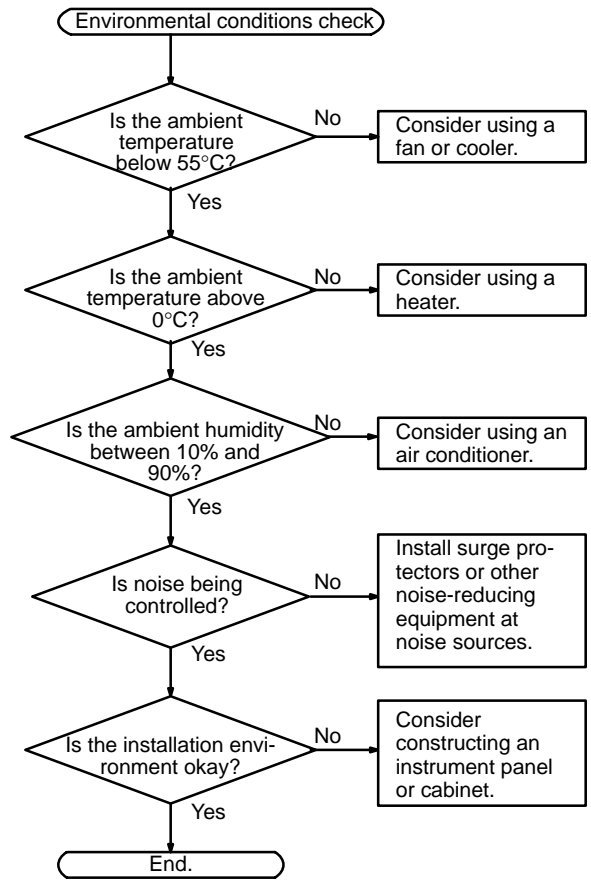 Environmental conditions check
Is the ambient
temperature
below 55°C?
No
Consider using a
fan or cooler.
Yes
Is the ambient
temperature above
0°C?
No
Consider using a
heater.
Yes
Is the ambient humidity
between 10% and
90%?
No
Consider using an
air conditioner.
Yes
Is noise being
controlled?
No
Install surge pro-
tectors or other
noise-reducing
equipment at
noise sources.
Yes
Is the installation envi-
ronment okay?
No
Consider
constructing an
instrument panel
or cabinet.
Yes
End.